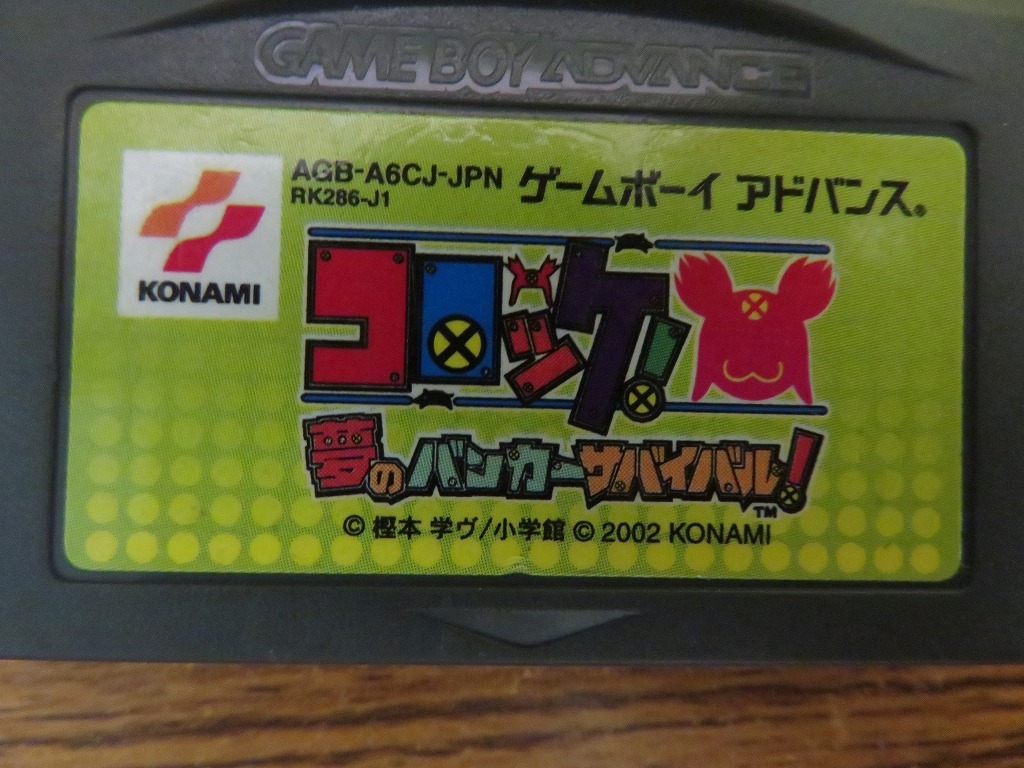 GAME BOY ADVANCE
KONAMI
AGB-A6CJ-JPN
RK286-J1
ゲームボーイ アドバンス®
コロッケ!
夢のバンカーサバイバル!
TM
© 樫本 学ヴ/小学館 © 2002 KONAMI